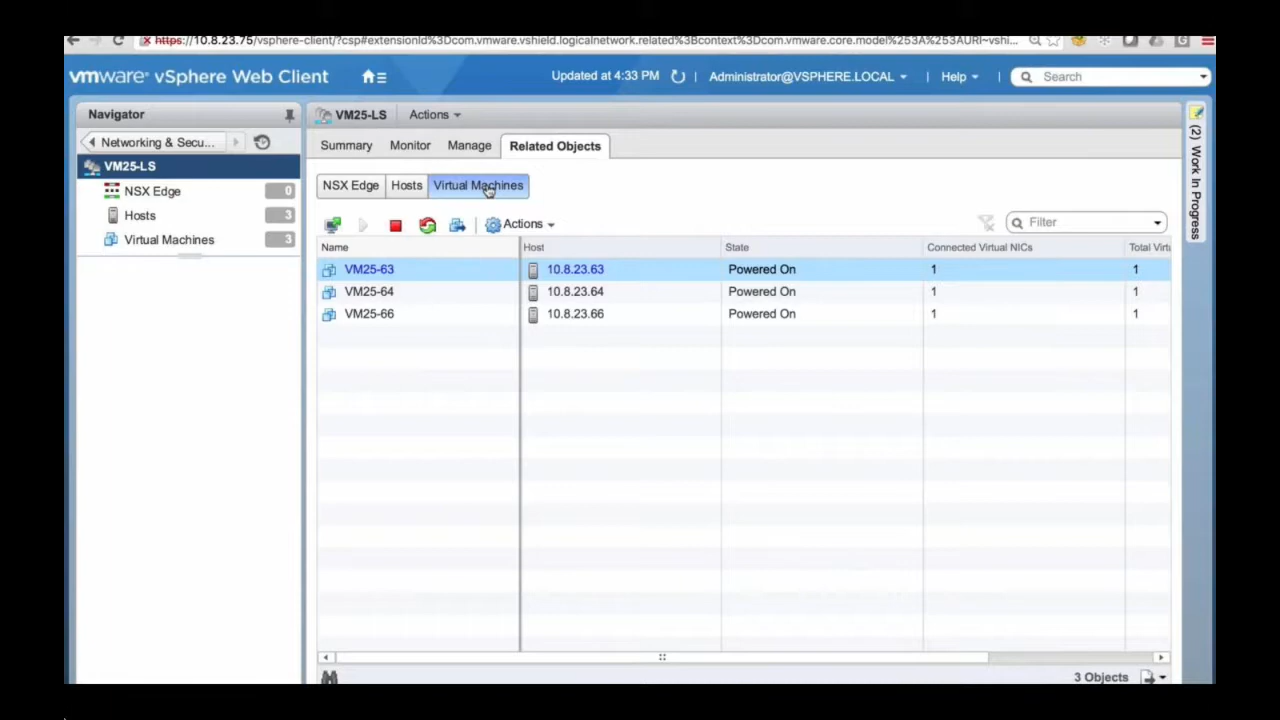 https://10.8.23.75/vsphere-client/?csp#extensionId%3Dcom.vmware.vshield.logicalnetwork.related%3Bcontext%3Dcom.vmware.core.model%253A%253AURI~vshi...
vmware® vSphere Web Client
Updated at 4:33 PM | Administrator@VSPHERE.LOCAL | Help | Search
Navigator
Networking & Secu...
VM25-LS
NSX Edge 0
Hosts 3
Virtual Machines 3
VM25-LS Actions
Summary Monitor Manage Related Objects
NSX Edge Hosts Virtual Machines
Actions Filter
Name Host State Connected Virtual NICs Total Virtu
VM25-63 10.8.23.63 Powered On 1 1
VM25-64 10.8.23.64 Powered On 1 1
VM25-66 10.8.23.66 Powered On 1 1
3 Objects
(2) Work In Progress